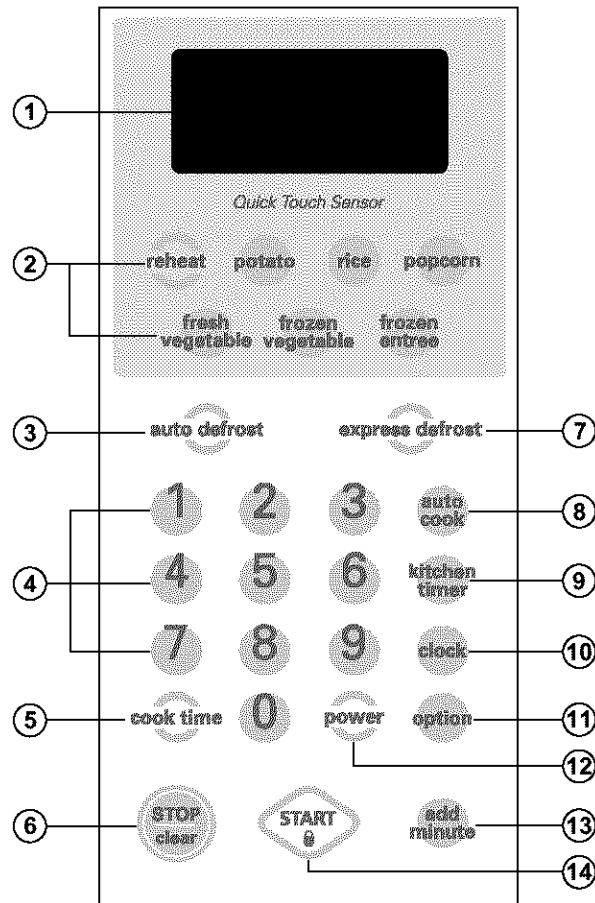 1
Quick Touch Sensor
2
reheat potato rice popcorn
fresh vegetable frozen vegetable frozen entree
3 auto defrost express defrost 7
1 2 3 auto cook 8
4 4 5 6 kitchen timer 9
7 8 9 clock 10
5 cook time 0 power option 11
12
6 STOP clear START add minute 13
14